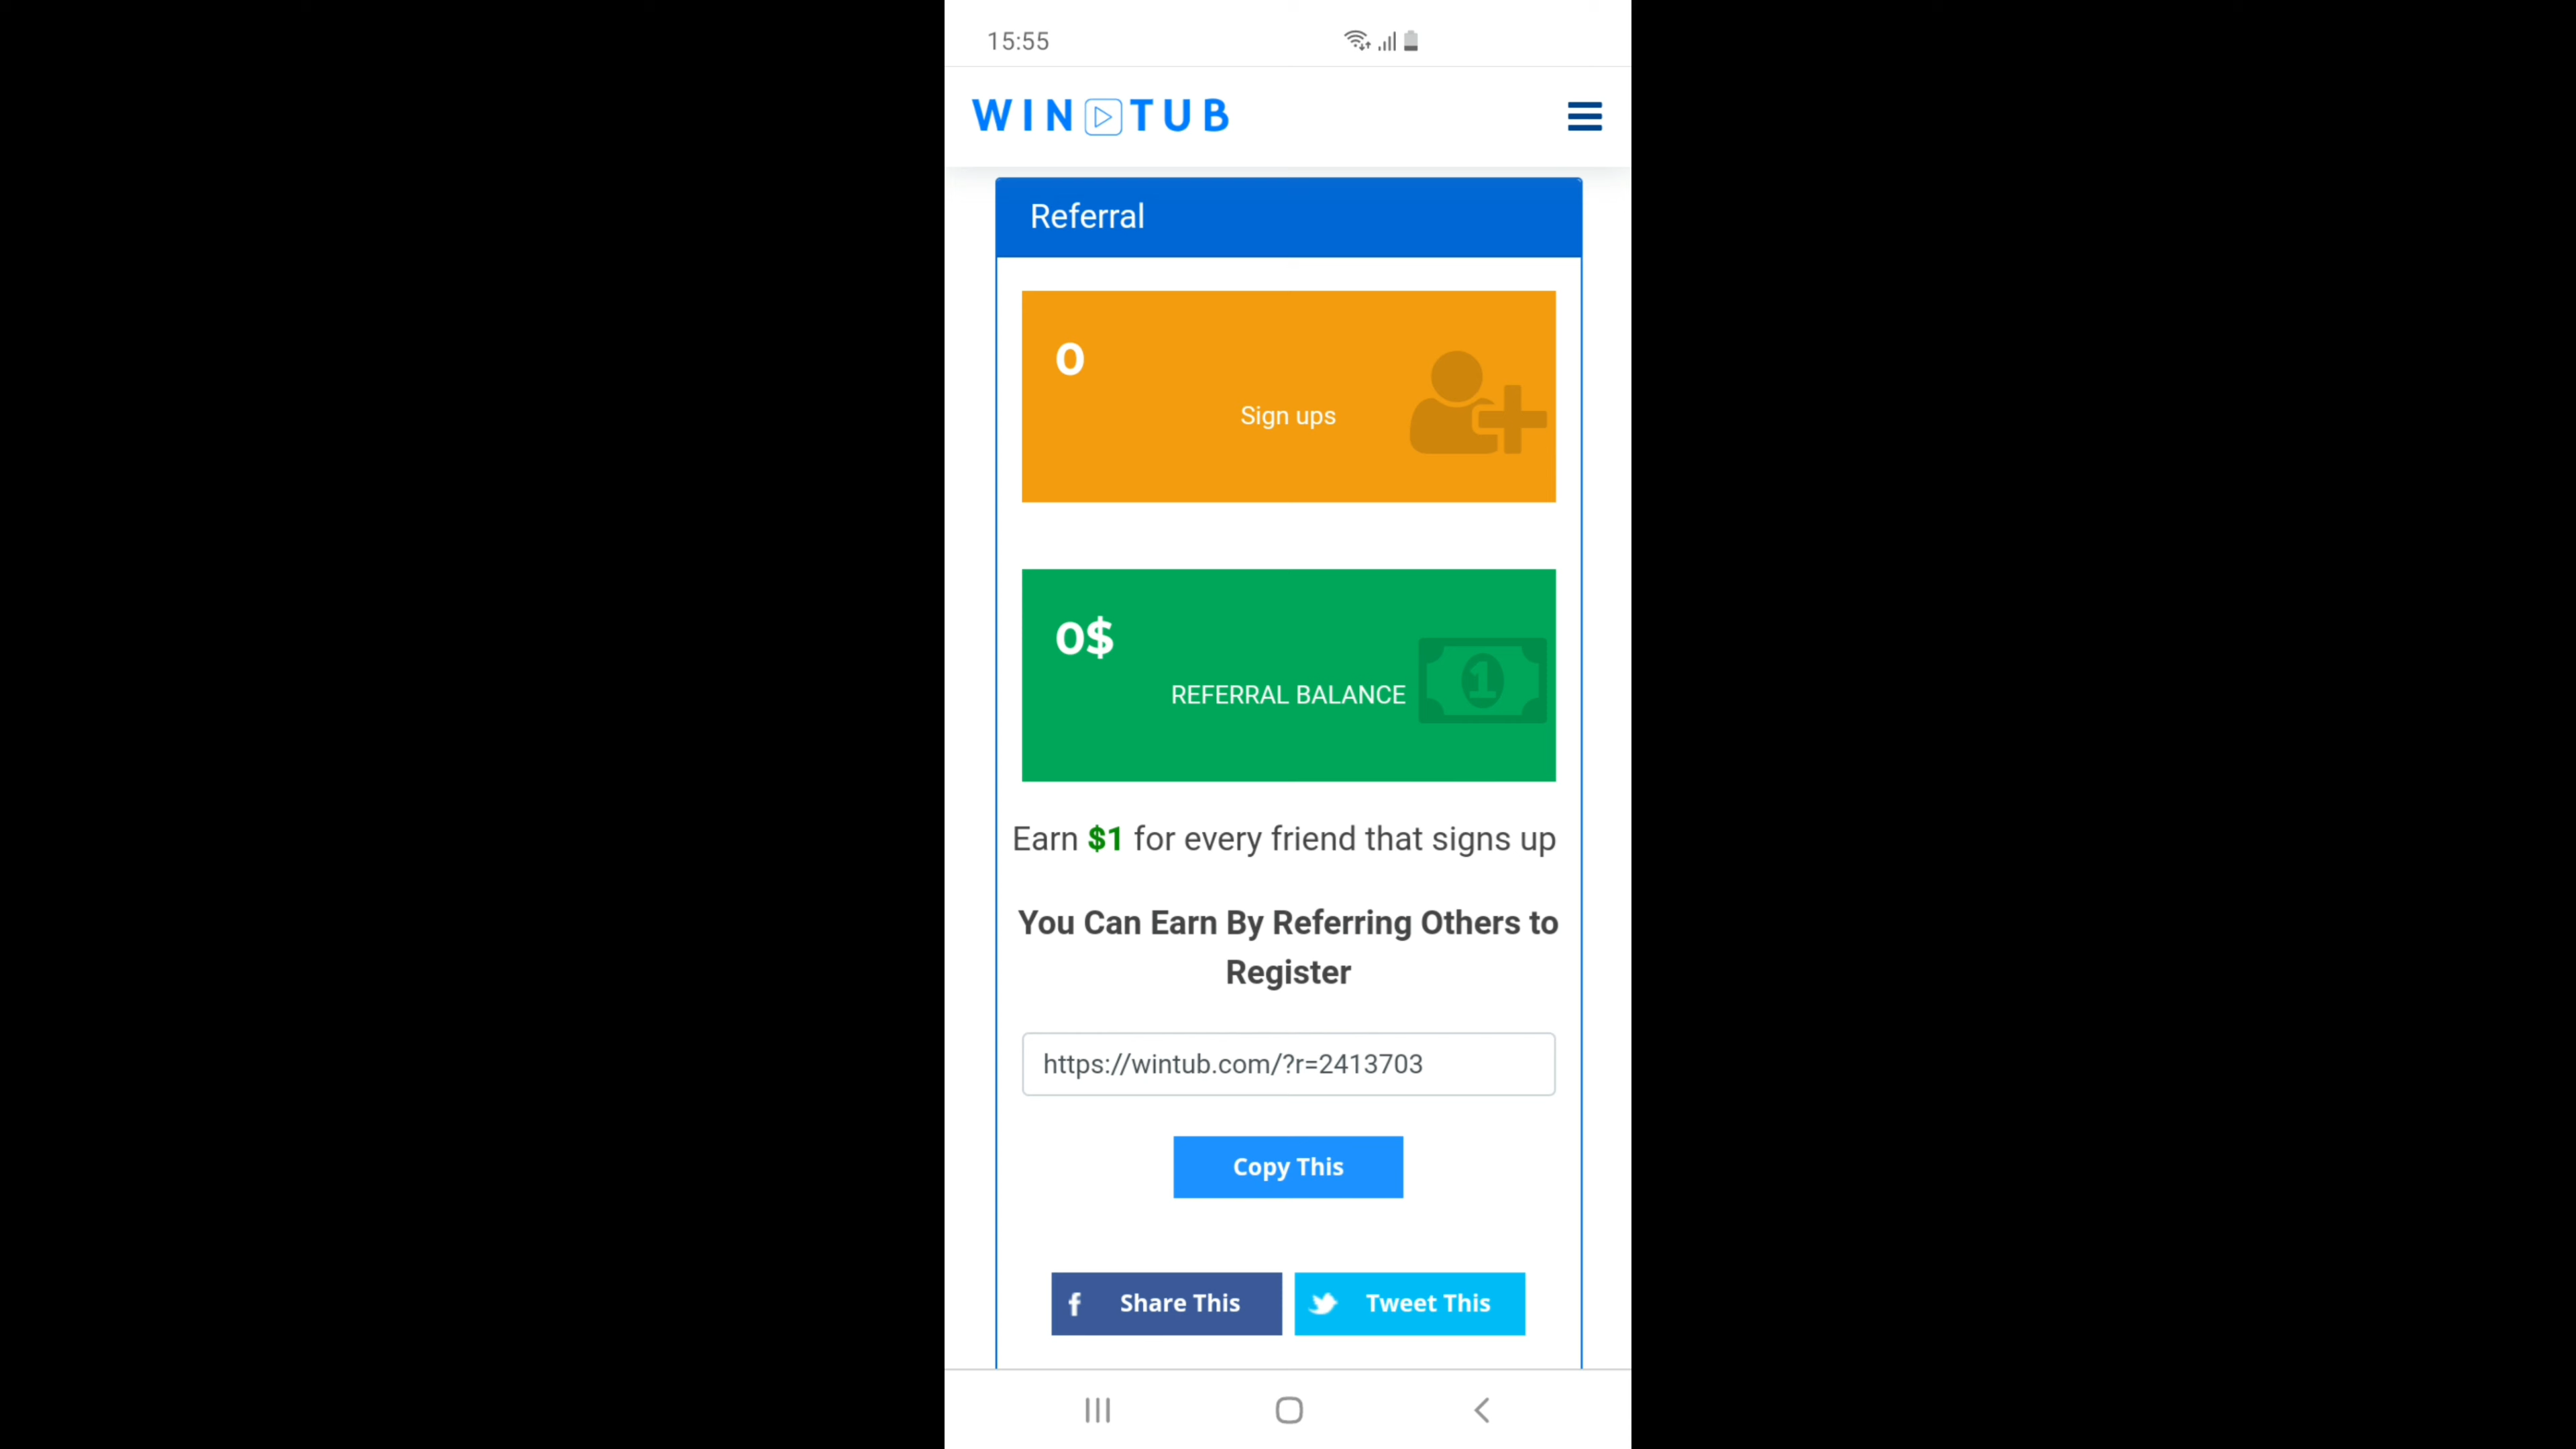 15:55
WIN TUB
Referral
0
Sign ups
0$
REFERRAL BALANCE
1
Earn $1 for every friend that signs up
You Can Earn By Referring Others to
Register
https://wintub.com/?r=2413703
Copy This
f Share This
Tweet This